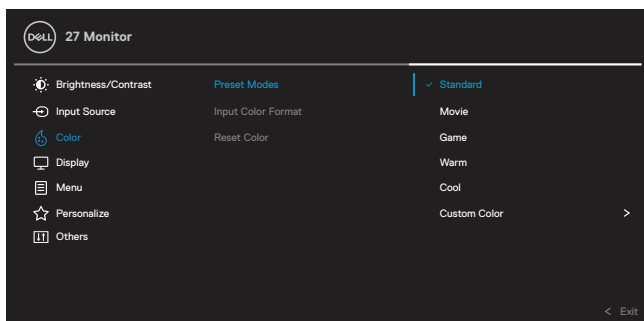 DELL 27 Monitor
Brightness/Contrast Preset Modes Standard
Input Source Input Color Format Movie
Color Reset Color Game
Display Warm
Menu Cool
Personalize Custom Color >
Others
< Exit